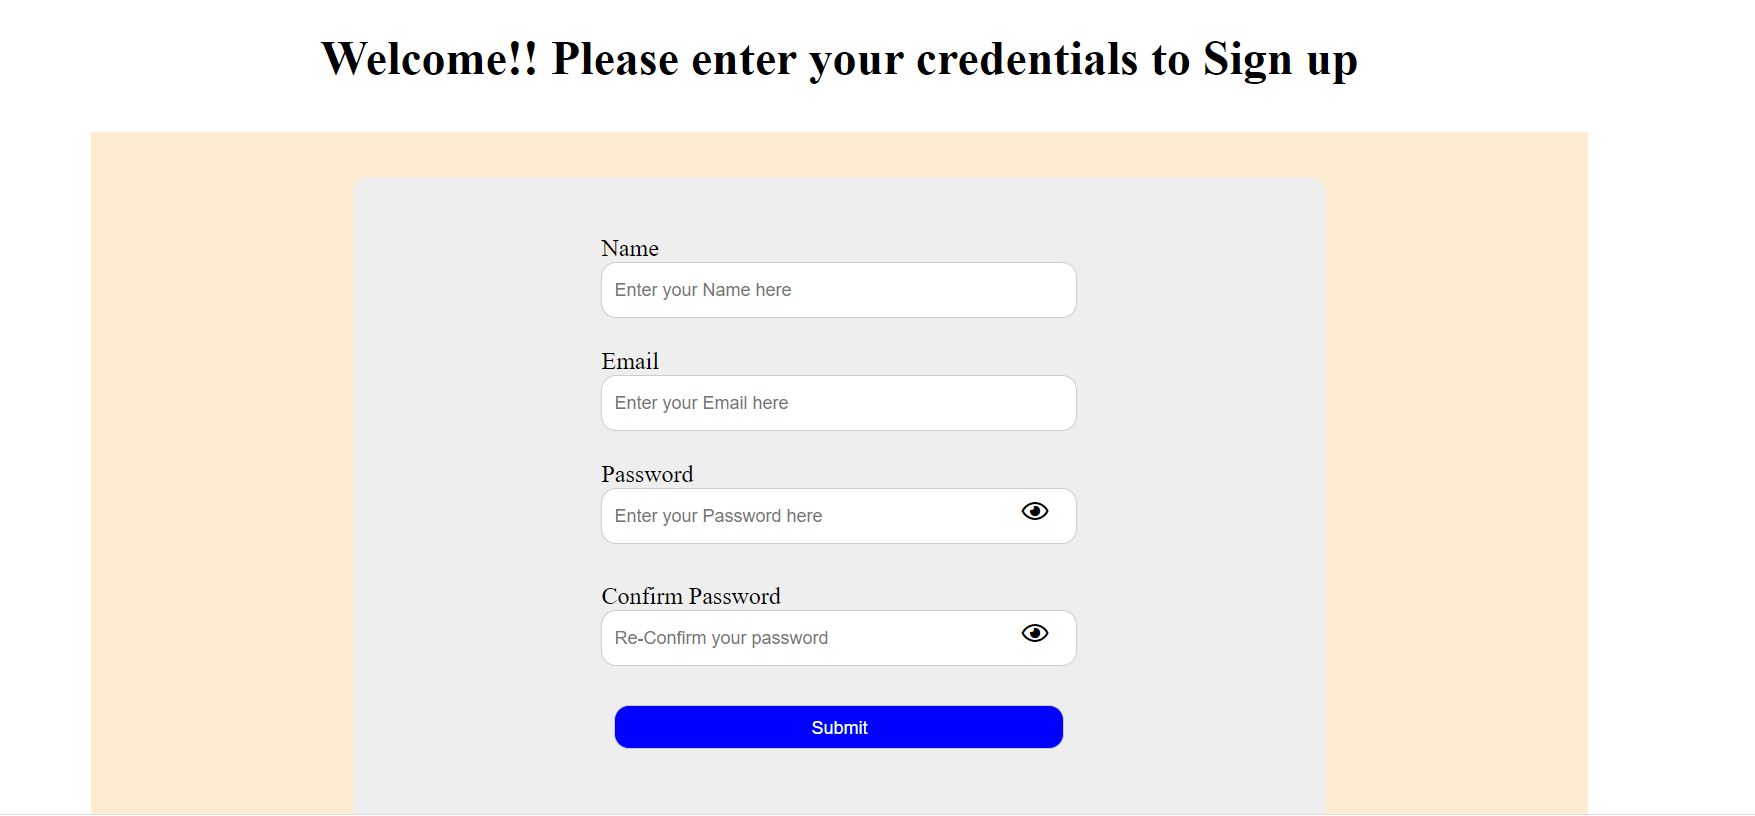 Welcome!! Please enter your credentials to Sign up
Name
Enter your Name here
Email
Enter your Email here
Password
Enter your Password here
Confirm Password
Re-Confirm your password
Submit